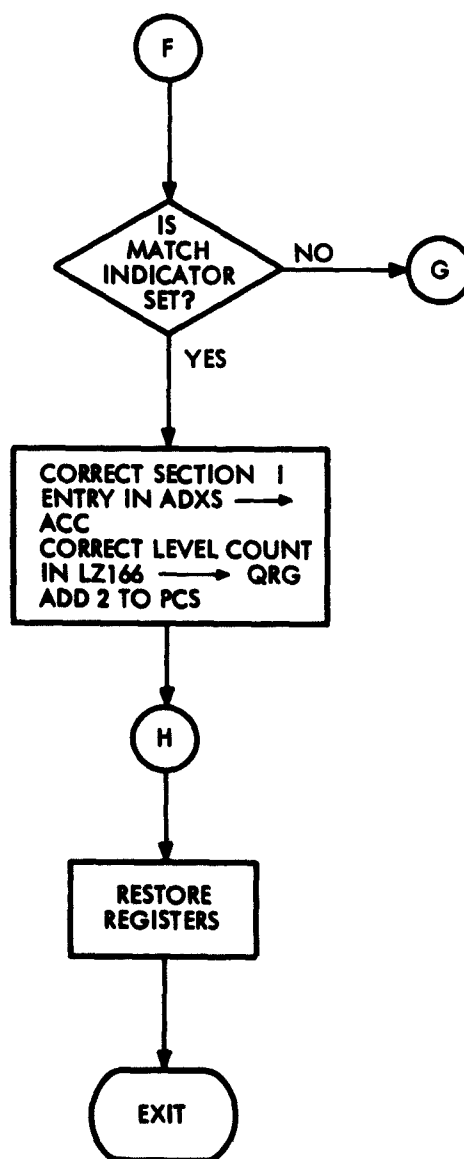 F
IS
MATCH
INDICATOR
SET?
NO
G
YES
CORRECT SECTION I
ENTRY IN ADXS →
ACC
CORRECT LEVEL COUNT
IN LZ166 → QRG
ADD 2 TO PCS
H
RESTORE
REGISTERS
EXIT